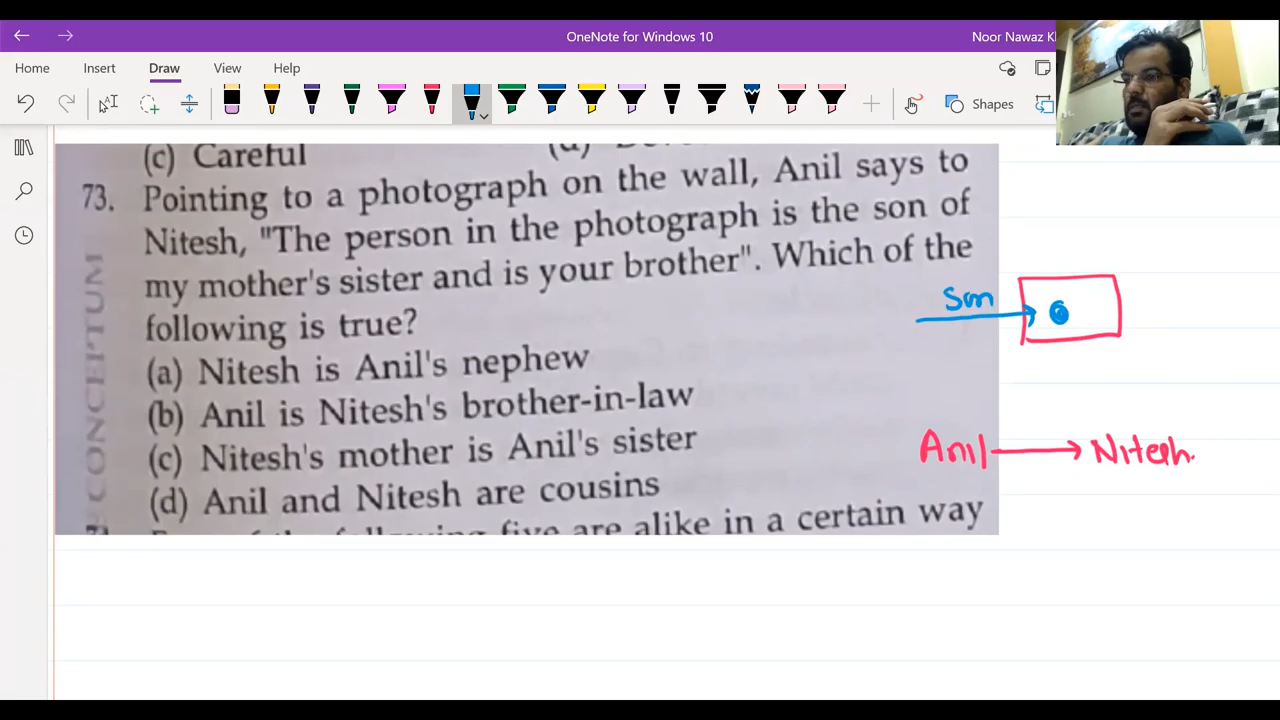 OneNote for Windows 10
Noor Nawaz
Home Insert Draw View Help
Shapes
(c) Careful
73. Pointing to a photograph on the wall, Anil says to
Nitesh, "The person in the photograph is the son of
my mother's sister and is your brother". Which of the
following is true?
(a) Nitesh is Anil's nephew
(b) Anil is Nitesh's brother-in-law
(c) Nitesh's mother is Anil's sister
(d) Anil and Nitesh are cousins
following five are alike in a certain way
CONCEPTUM
Son
Anil Nitesh.